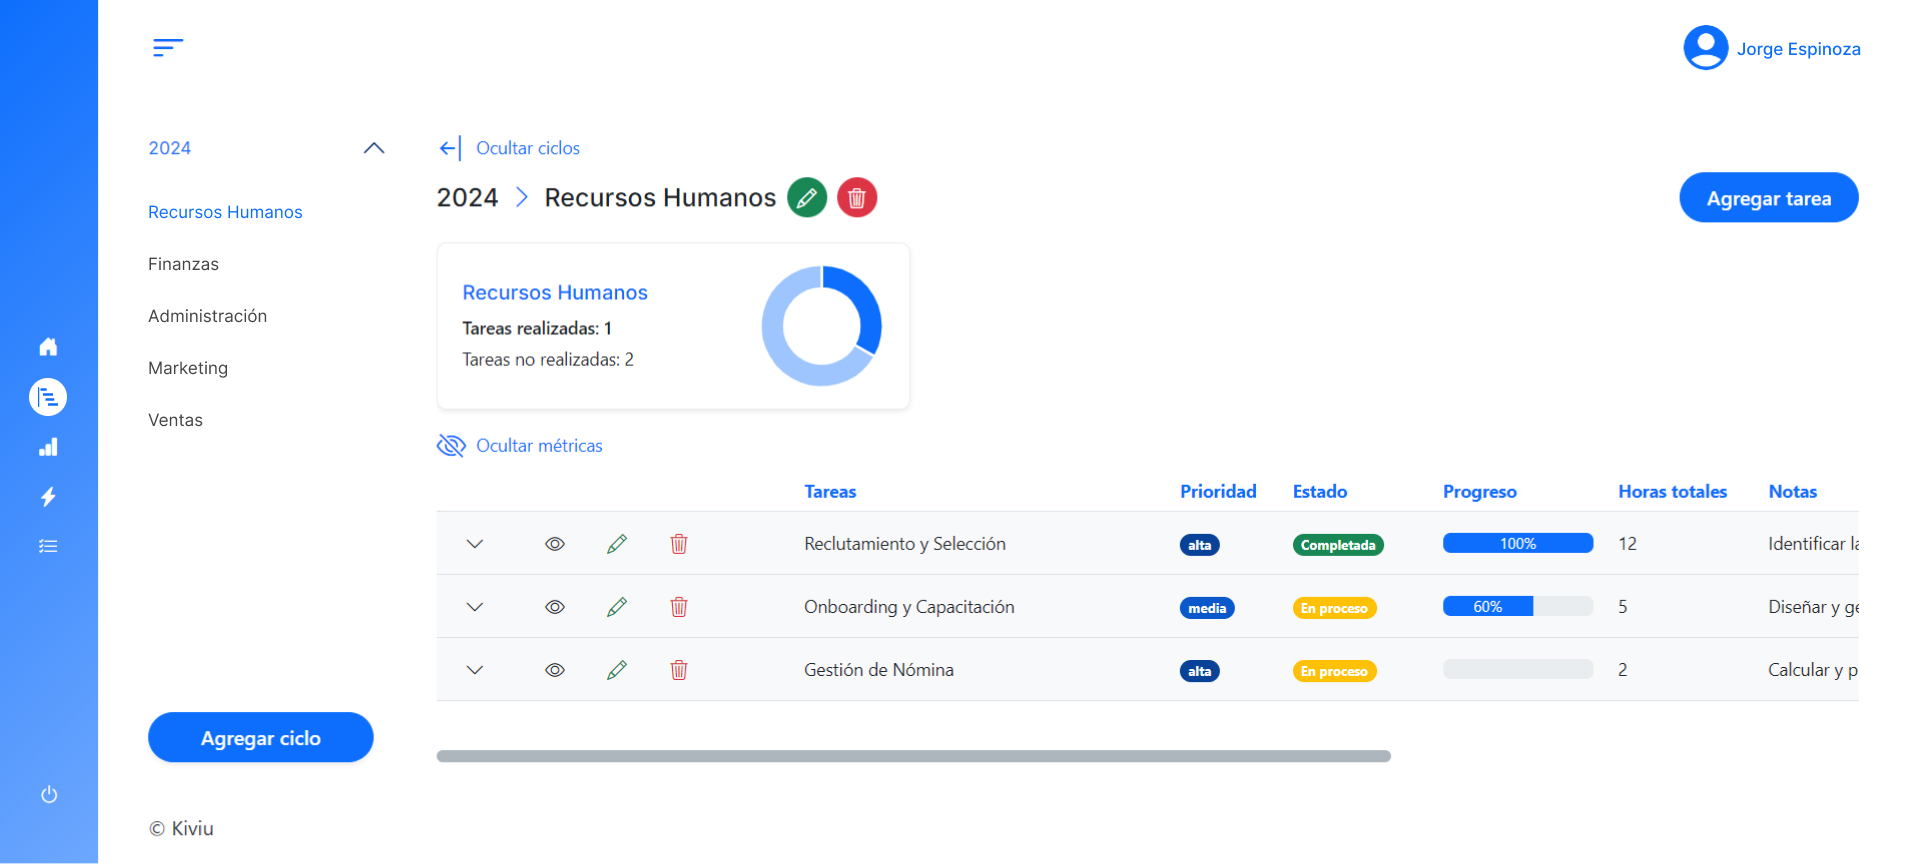 Jorge Espinoza
2024
Recursos Humanos
Finanzas
Administración
Marketing
Ventas
Agregar ciclo
© Kiviu
Ocultar ciclos
2024 > Recursos Humanos
Agregar tarea
Recursos Humanos
Tareas realizadas: 1
Tareas no realizadas: 2
Ocultar métricas
Tareas Prioridad Estado Progreso Horas totales Notas
Reclutamiento y Selección alta Completada 100% 12 Identificar la
Onboarding y Capacitación media En proceso 60% 5 Diseñar y ge
Gestión de Nómina alta En proceso 2 Calcular y p